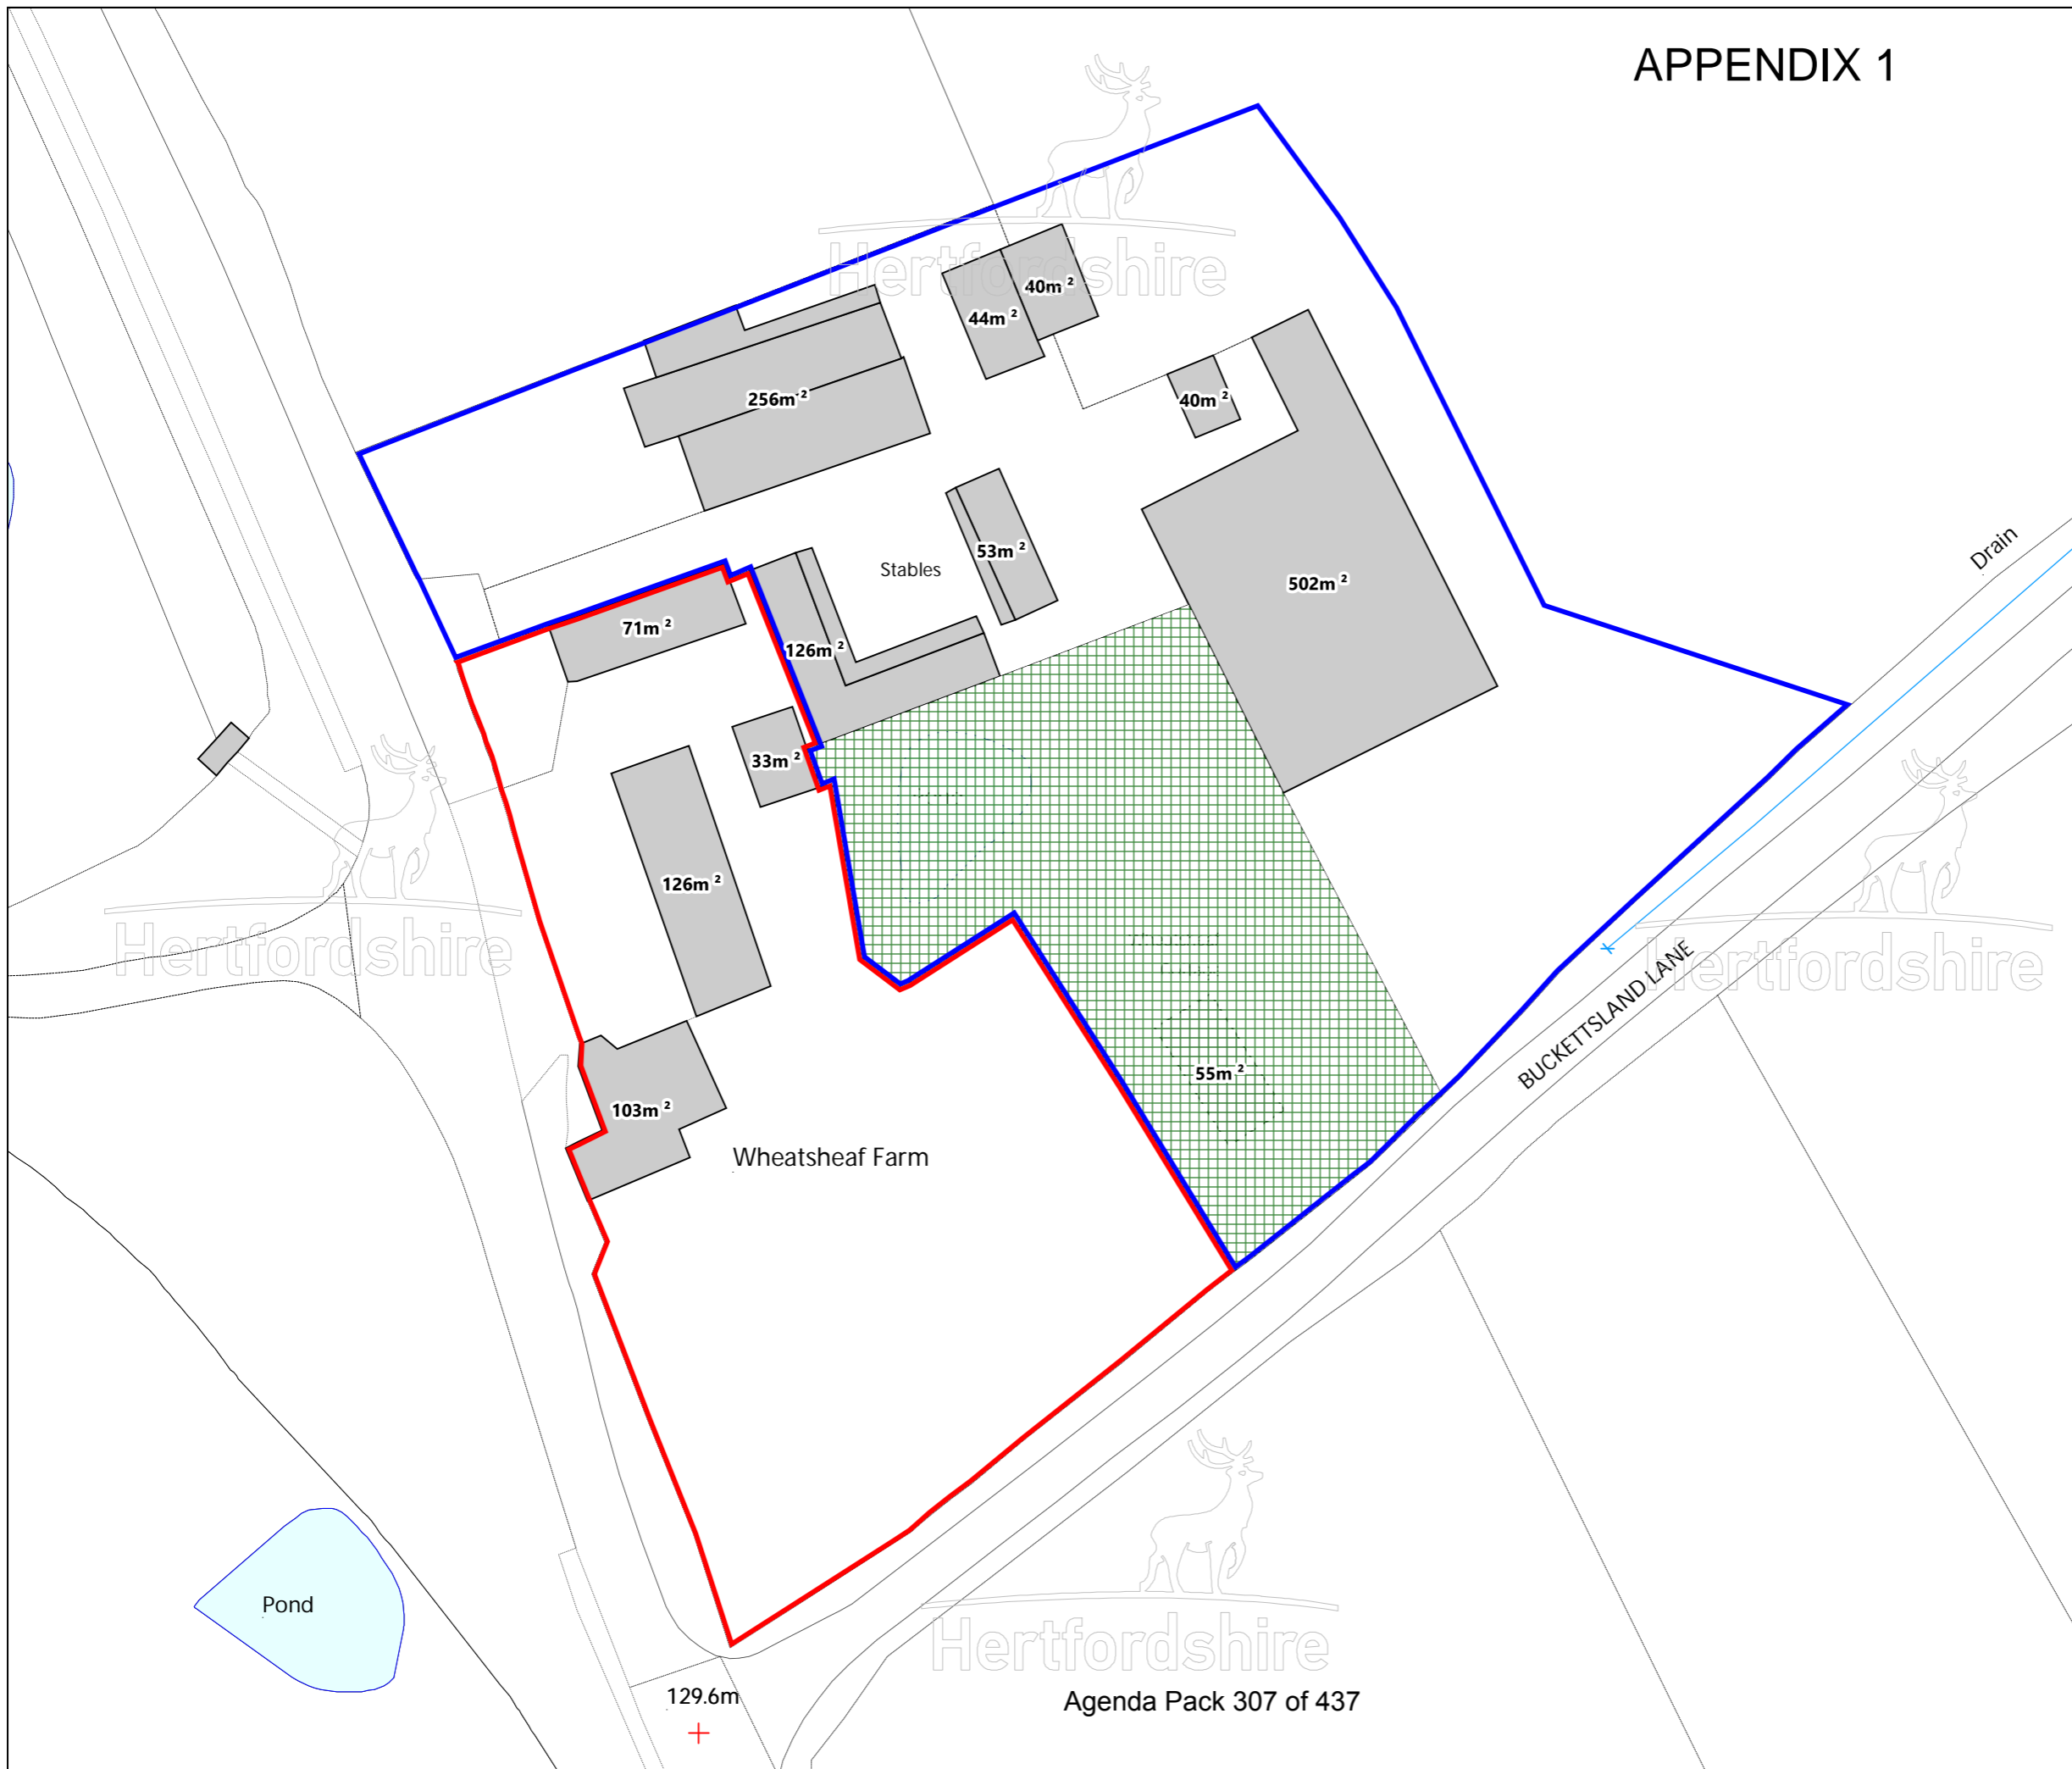 APPENDIX 1
Hertfordshire
40m²
44m²
256m²
40m²
Drain
53m²
Stables
502m²
71m²
126m²
33m²
126m²
Hertfordshire
Hertfordshire
BUCKETTSLAND LANE
55m²
103m²
Wheatsheaf Farm
Pond
Hertfordshire
129.6m
Agenda Pack 307 of 437